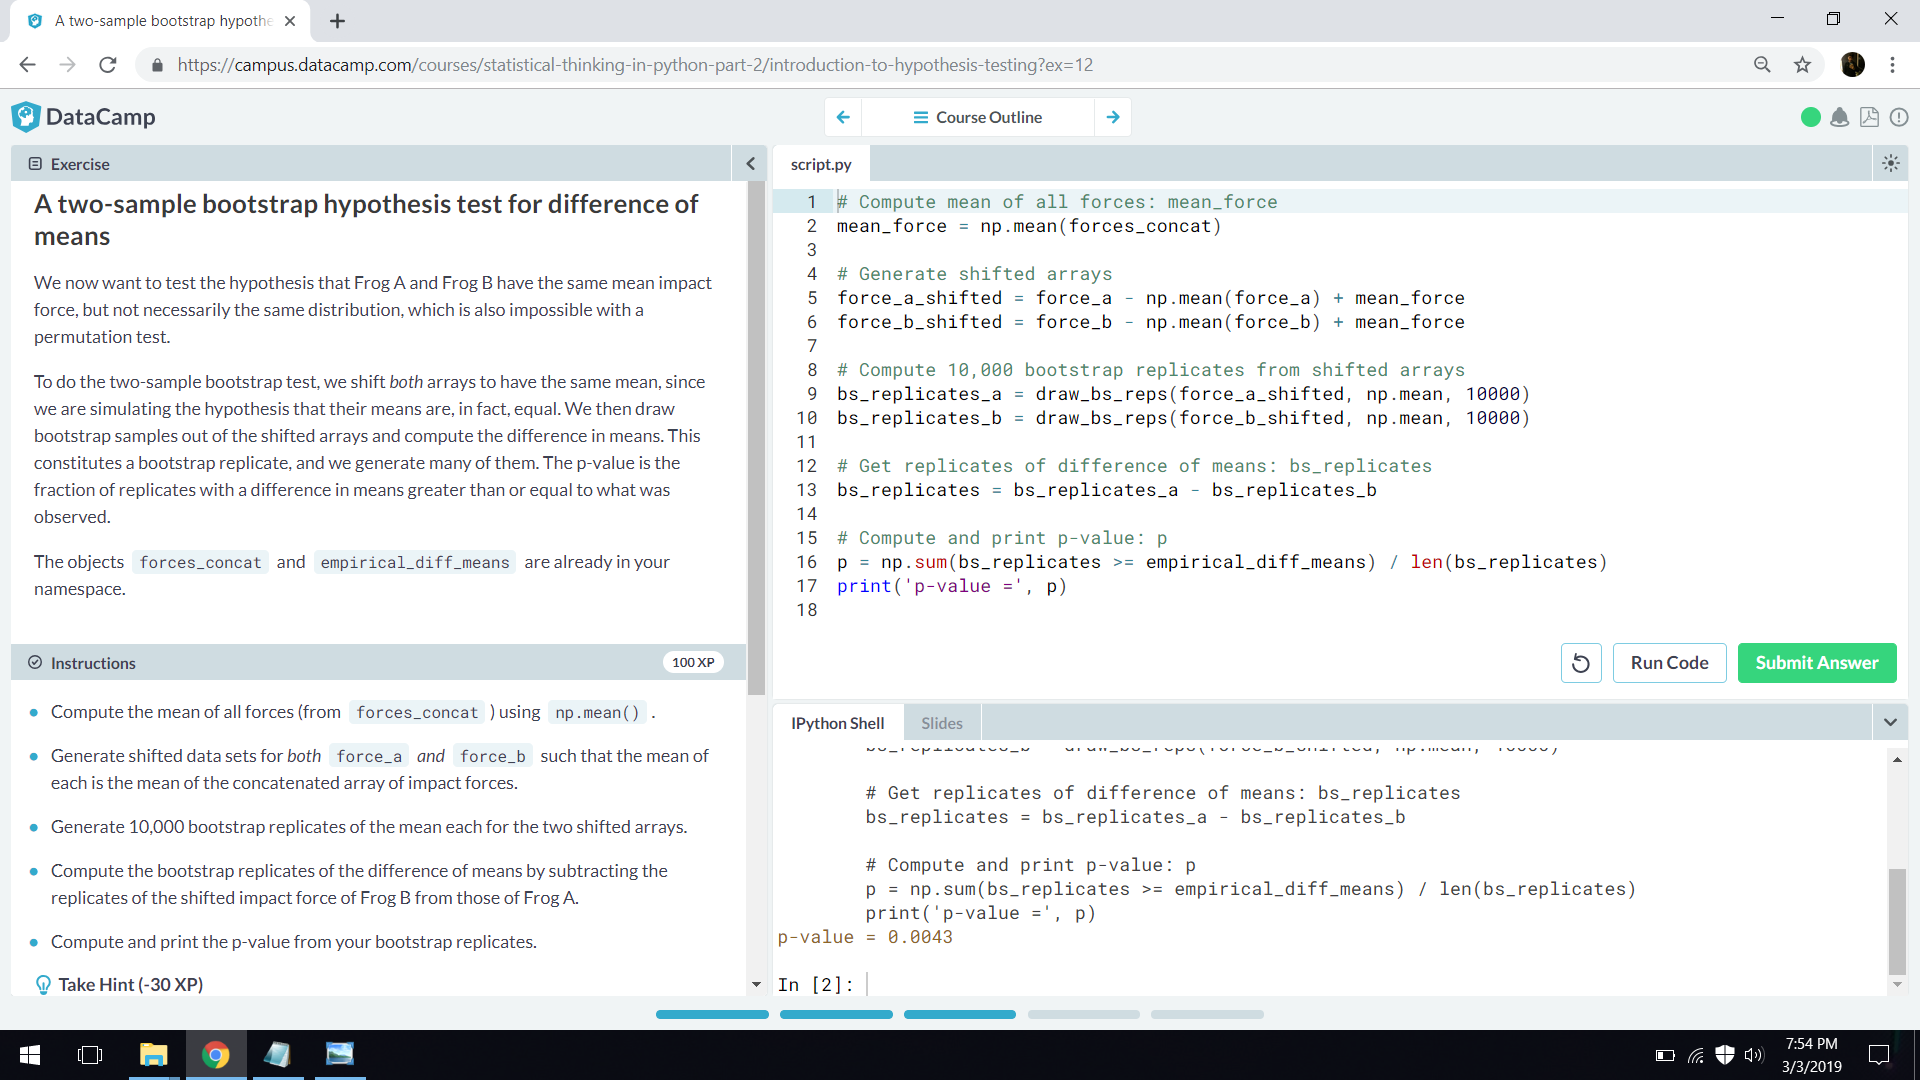 A two-sample bootstrap hypothe
https://campus.datacamp.com/courses/statistical-thinking-in-python-part-2/introduction-to-hypothesis-testing?ex=12
DataCamp
Course Outline
Exercise
A two-sample bootstrap hypothesis test for difference of
means
We now want to test the hypothesis that Frog A and Frog B have the same mean impact
force, but not necessarily the same distribution, which is also impossible with a
permutation test.
To do the two-sample bootstrap test, we shift both arrays to have the same mean, since
we are simulating the hypothesis that their means are, in fact, equal. We then draw
bootstrap samples out of the shifted arrays and compute the difference in means. This
constitutes a bootstrap replicate, and we generate many of them. The p-value is the
fraction of replicates with a difference in means greater than or equal to what was
observed.
The objects forces_concat and empirical_diff_means are already in your
namespace.
Instructions
100 XP
Compute the mean of all forces (from forces_concat ) using np.mean() .
Generate shifted data sets for both force_a and force_b such that the mean of
each is the mean of the concatenated array of impact forces.
Generate 10,000 bootstrap replicates of the mean each for the two shifted arrays.
Compute the bootstrap replicates of the difference of means by subtracting the
replicates of the shifted impact force of Frog B from those of Frog A.
Compute and print the p-value from your bootstrap replicates.
Take Hint (-30 XP)
script.py
1 # Compute mean of all forces: mean_force
2 mean_force = np.mean(forces_concat)
3
4 # Generate shifted arrays
5 force_a_shifted = force_a - np.mean(force_a) + mean_force
6 force_b_shifted = force_b - np.mean(force_b) + mean_force
7
8 # Compute 10,000 bootstrap replicates from shifted arrays
9 bs_replicates_a = draw_bs_reps(force_a_shifted, np.mean, 10000)
10 bs_replicates_b = draw_bs_reps(force_b_shifted, np.mean, 10000)
11
12 # Get replicates of difference of means: bs_replicates
13 bs_replicates = bs_replicates_a - bs_replicates_b
14
15 # Compute and print p-value: p
16 p = np.sum(bs_replicates >= empirical_diff_means) / len(bs_replicates)
17 print('p-value =', p)
18
Run Code
Submit Answer
IPython Shell
Slides
bs_replicates_b = draw_bs_reps(force_b_shifted, np.mean, 10000)
# Get replicates of difference of means: bs_replicates
bs_replicates = bs_replicates_a - bs_replicates_b
# Compute and print p-value: p
p = np.sum(bs_replicates >= empirical_diff_means) / len(bs_replicates)
print('p-value =', p)
p-value = 0.0043
In [2]:
7:54 PM
3/3/2019